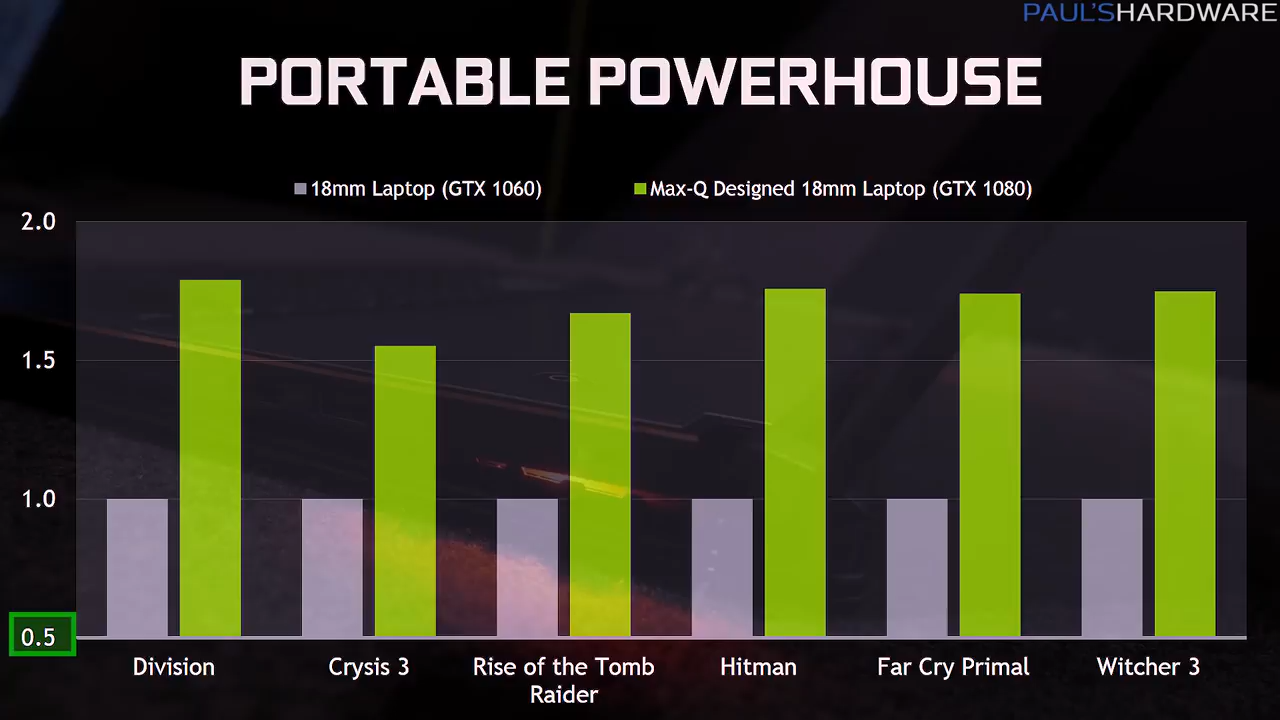 PAUL'SHARDWARE
PORTABLE POWERHOUSE
18mm Laptop (GTX 1060)
Max-Q Designed 18mm Laptop (GTX 1080)
2.0
1.5
1.0
0.5
Division
Crysis 3
Rise of the Tomb
Raider
Hitman
Far Cry Primal
Witcher 3